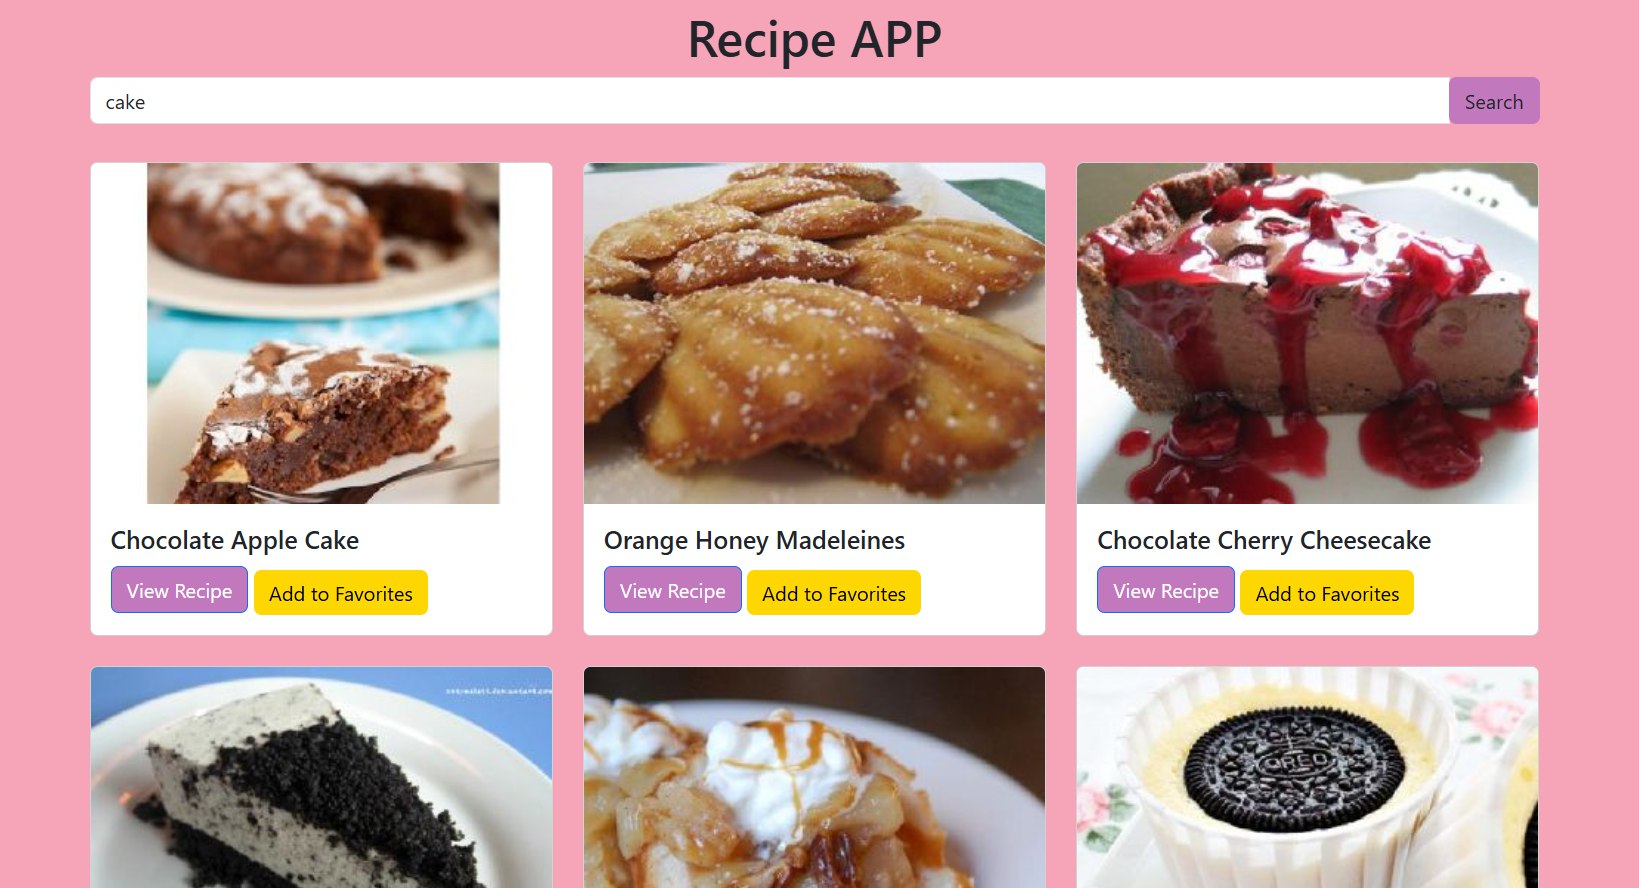 Recipe APP
cake
Search
Chocolate Apple Cake
Orange Honey Madeleines
Chocolate Cherry Cheesecake
View Recipe
Add to Favorites
View Recipe
Add to Favorites
View Recipe
Add to Favorites
OREO